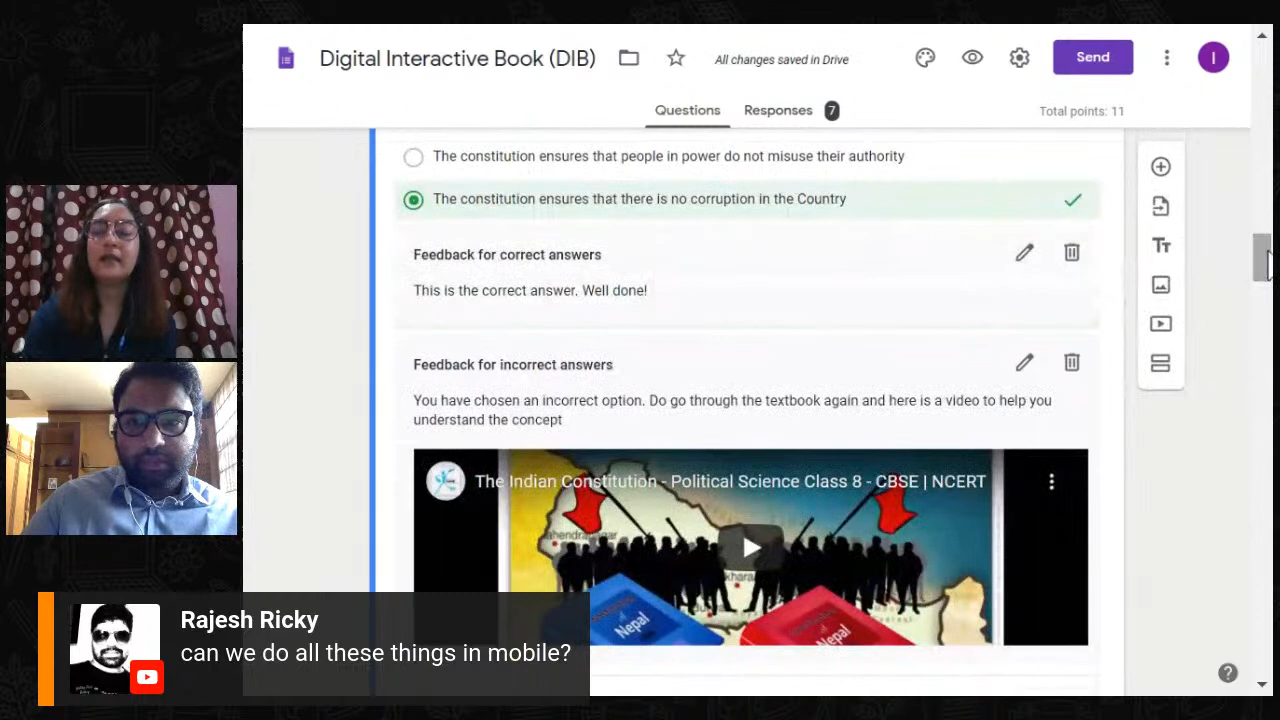 Digital Interactive Book (DIB)
All changes saved in Drive
Send
I
Questions
Responses
7
Total points: 11
The constitution ensures that people in power do not misuse their authority
The constitution ensures that there is no corruption in the Country
Feedback for correct answers
This is the correct answer. Well done!
Feedback for incorrect answers
You have chosen an incorrect option. Do go through the textbook again and here is a video to help you
understand the concept
The Indian Constitution - Political Science Class 8 - CBSE | NCERT
Nepal
Nepal
Rajesh Ricky
can we do all these things in mobile?